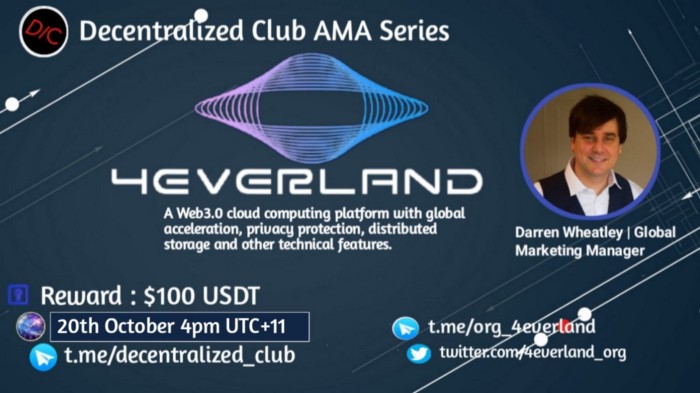 D/C
Decentralized Club AMA Series
4EVERLAND
A Web3.0 cloud computing platform with global
acceleration, privacy protection, distributed
storage and other technical features.
Darren Wheatley | Global
Marketing Manager
Reward : $100 USDT
20th October 4pm UTC+11
t.me/decentralized_club
t.me/org_4everland
twitter.com/4everland_org